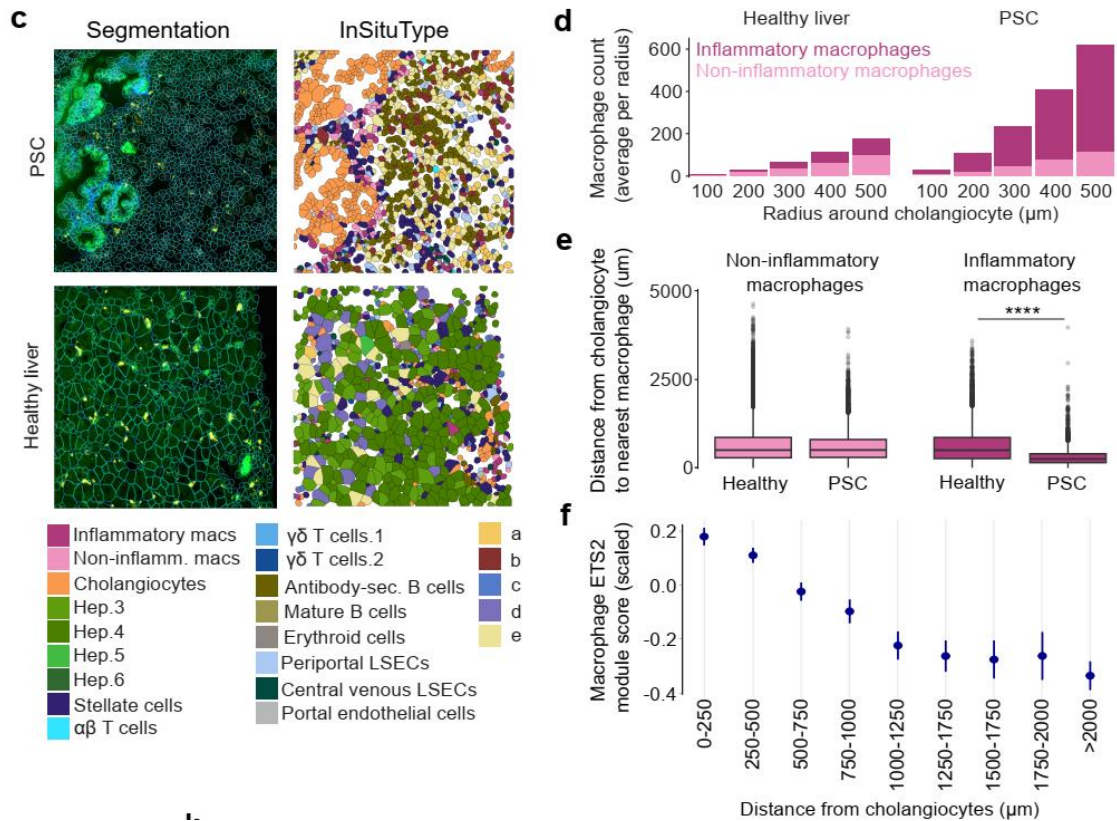 c
Segmentation
InSituType
PSC
Healthy liver
Inflammatory macs
Non-inflamm. macs
Cholangiocytes
Hep.3
Hep.4
Hep.5
Hep.6
Stellate cells
αβ T cells
γδ T cells.1
γδ T cells.2
Antibody-sec. B cells
Mature B cells
Erythroid cells
Periportal LSECs
Central venous LSECs
Portal endothelial cells
a
b
c
d
e
d
Healthy liver
PSC
Inflammatory macrophages
Non-inflammatory macrophages
Macrophage count
(average per radius)
600
400
200
0
100 200 300 400 500
100 200 300 400 500
Radius around cholangiocyte (µm)
e
Non-inflammatory
macrophages
Inflammatory
macrophages
****
Distance from cholangiocyte
to nearest macrophage (um)
5000
2500
0
Healthy PSC
Healthy PSC
f
Macrophage ETS2
module score (scaled)
0.2
0.0
-0.2
-0.4
0-250
250-500
500-750
750-1000
1000-1250
1250-1750
1500-1750
1750-2000
>2000
Distance from cholangiocytes (µm)